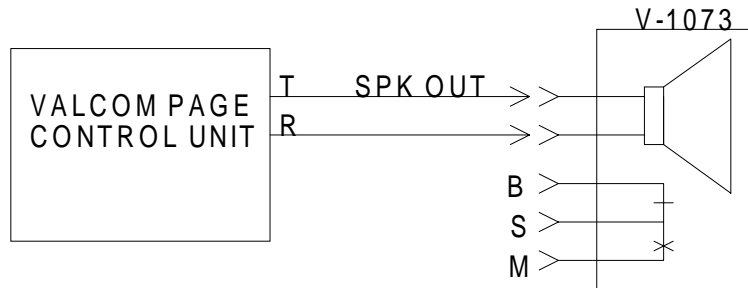 V-1073
T SPK OUT
VALCOM PAGE
CONTROL UNIT
R
B
S
M